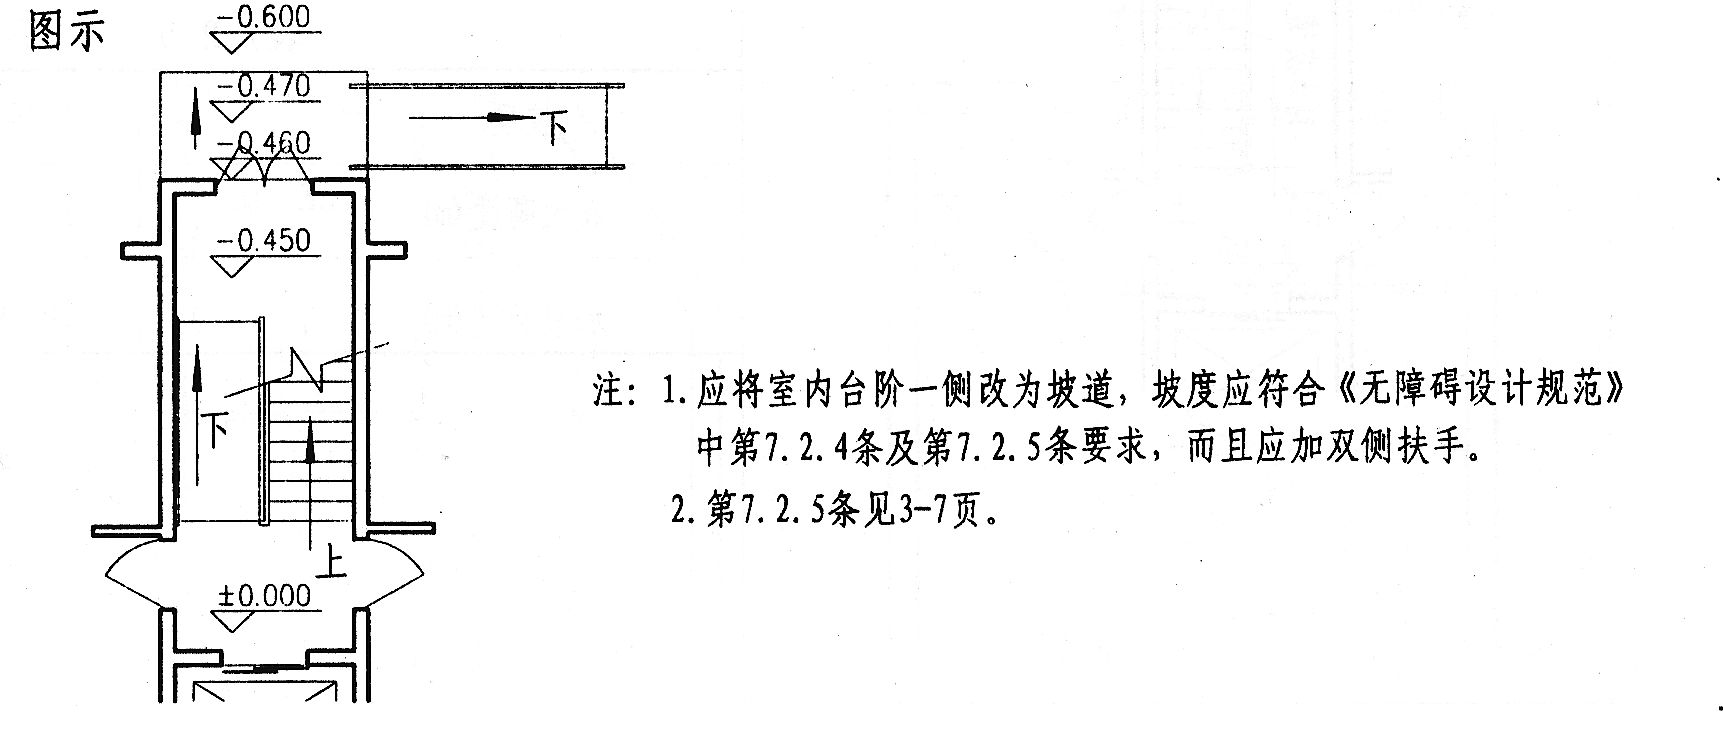 图示
-0.600
-0.470
-0.460
下
-0.450
下
上
±0.000
注：1.应将室内台阶一侧改为坡道，坡度应符合《无障碍设计规范》
中第7.2.4条及第7.2.5条要求，而且应加双侧扶手。
2.第7.2.5条见3-7页。